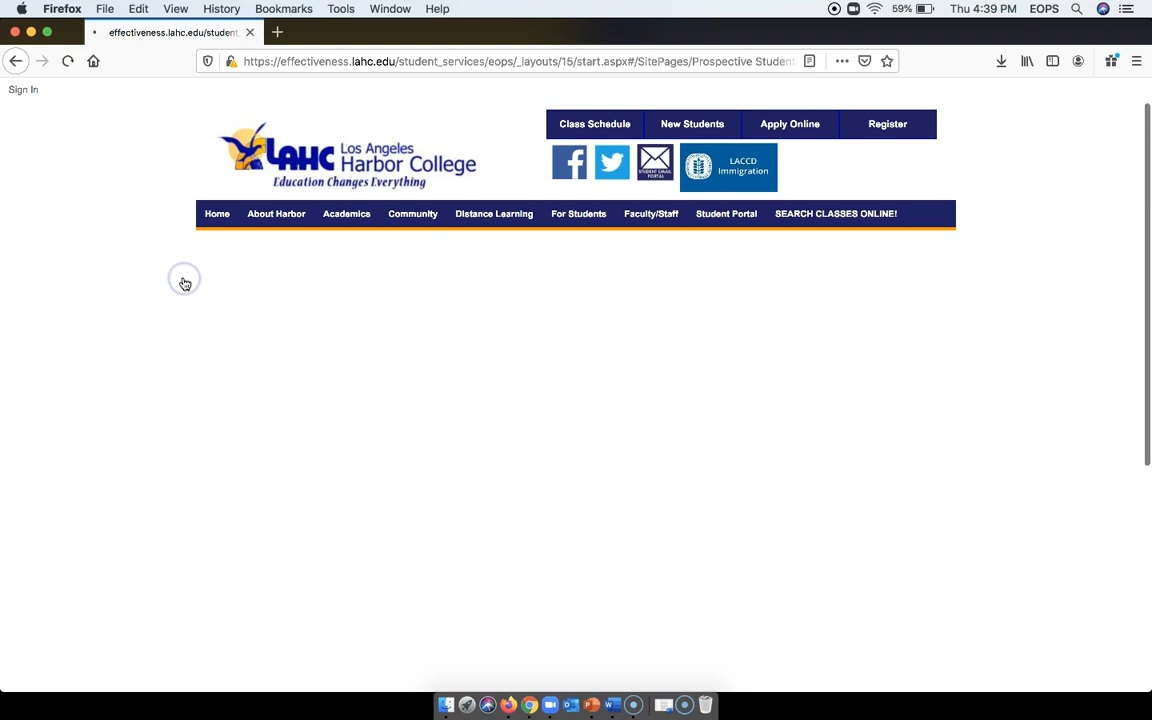 Firefox File Edit View History Bookmarks Tools Window Help 59% Thu 4:39 PM EOPS
effectiveness.lahc.edu/student_
https://effectiveness.lahc.edu/student_services/eops/_layouts/15/start.aspx#/SitePages/Prospective Student
Sign In
Class Schedule New Students Apply Online Register
LAHC Los Angeles Harbor College
Education Changes Everything
STUDENT EMAIL PORTAL
LACCD Immigration
Home About Harbor Academics Community Distance Learning For Students Faculty/Staff Student Portal SEARCH CLASSES ONLINE!